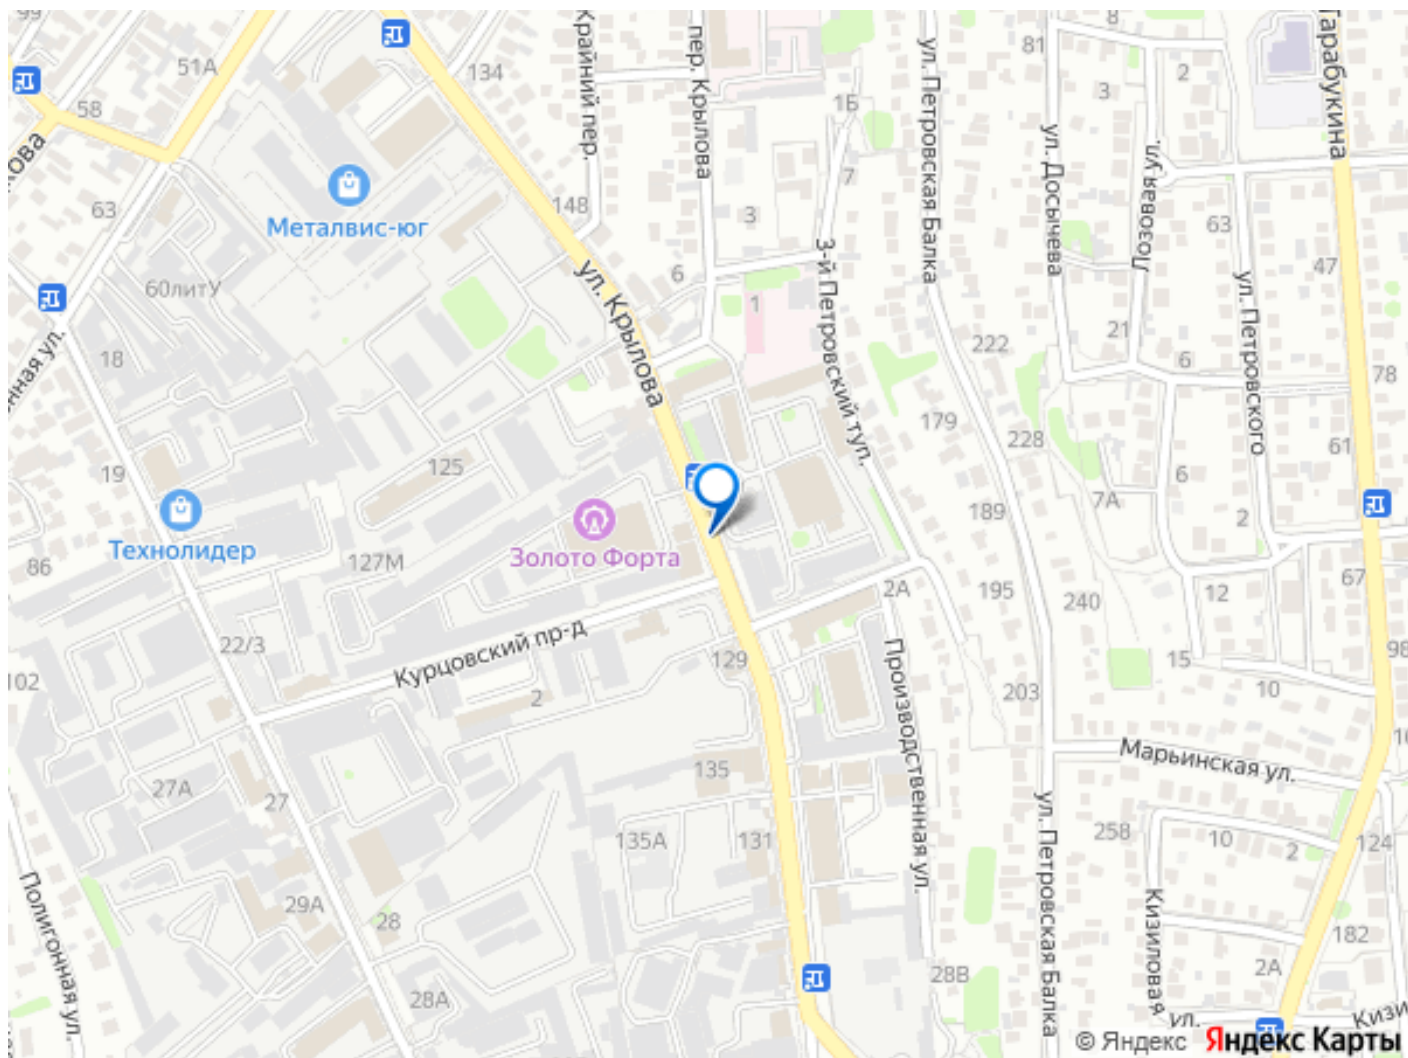 99
51А
58
134
Крайний пер.
пер. Крылова
1Б
ул. Петровская Балка
81
8
2
3
Тарабукина
63
148
Металвис-юг
7
3
6
60литУ
ул. Крылова
1
3-й Петровский туп.
ул. Досычева
Лозовая ул.
63
47
ул. Петровского
18
222
21
6
78
19
125
179
228
61
6
7А
2
189
Технолидер
Золото Форта
127М
86
2А
195
240
12
67
22/3
Курцовский пр-д
129
15
10
98
102
2
203
Производственная ул.
Марьинская ул.
27А
27
135
135А
131
ул. Петровская Балка
258
10
2
124
29А
28
Полигонная ул.
28А
28В
Кизиловая
ул.
2А
182
© Яндекс
Яндекс Карты